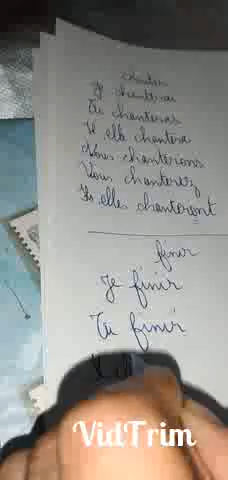 chanter
Je chanterai
Tu chanteras
Il elle chantera
Nous chanterons
Vous chanterez
Ils elles chanteront
finir
Je finir
Tu finir
VidTrim